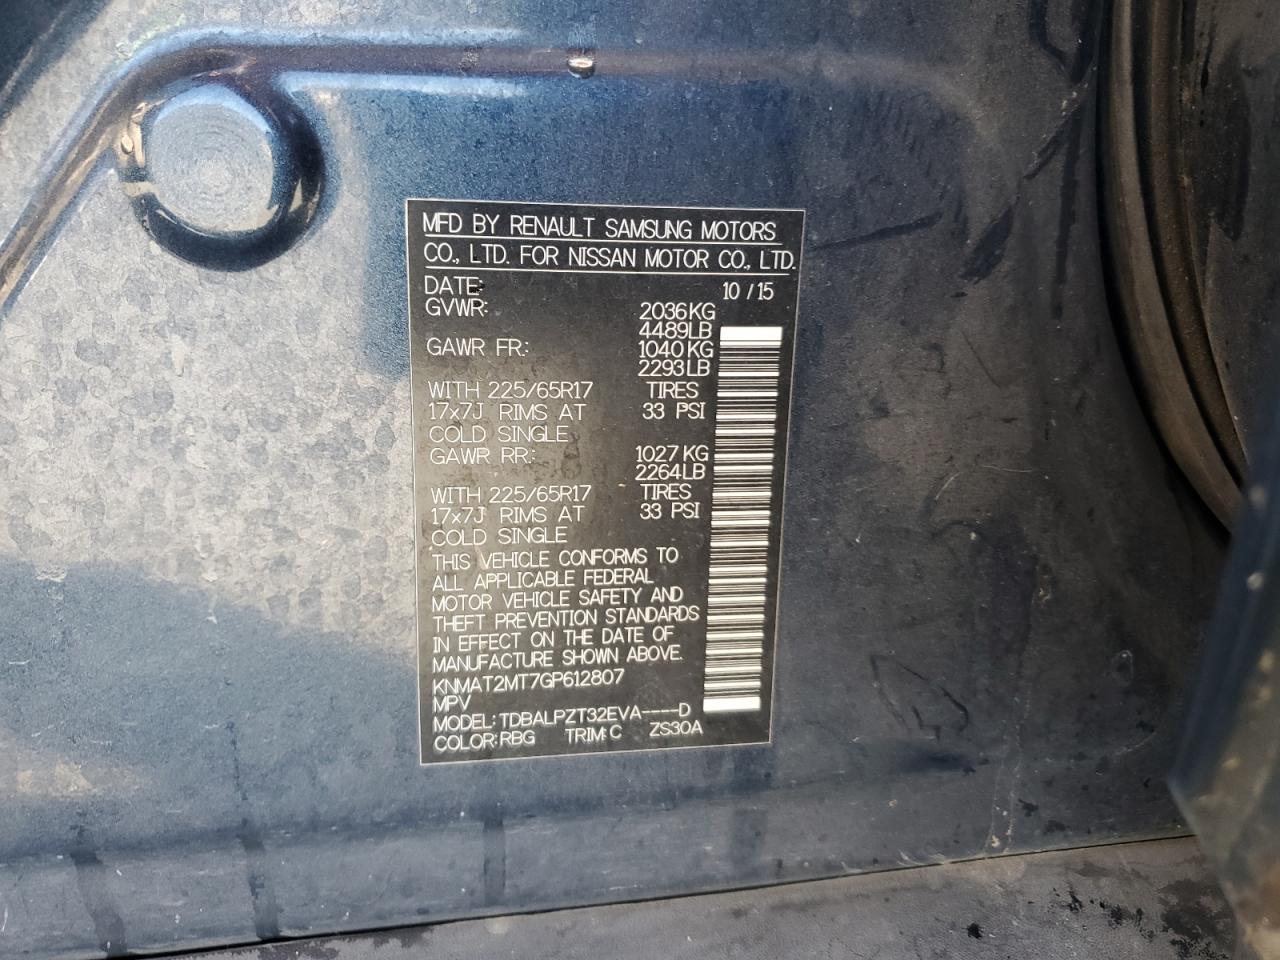 MFD BY RENAULT SAMSUNG MOTORS
CO., LTD. FOR NISSAN MOTOR CO., LTD.
DATE: 10 / 15
GVWR: 2036KG
4489LB
GAWR FR.: 1040KG
2293LB
WITH 225/65R17 TIRES
17x7J RIMS AT 33 PSI
COLD SINGLE
GAWR RR.: 1027KG
2264LB
WITH 225/65R17 TIRES
17x7J RIMS AT 33 PSI
COLD SINGLE
THIS VEHICLE CONFORMS TO
ALL APPLICABLE FEDERAL
MOTOR VEHICLE SAFETY AND
THEFT PREVENTION STANDARDS
IN EFFECT ON THE DATE OF
MANUFACTURE SHOWN ABOVE.
KNMAT2MT7GP612807
MPV
MODEL: TDBALPZT32EVA----D
COLOR: RBG TRIM: C ZS30A